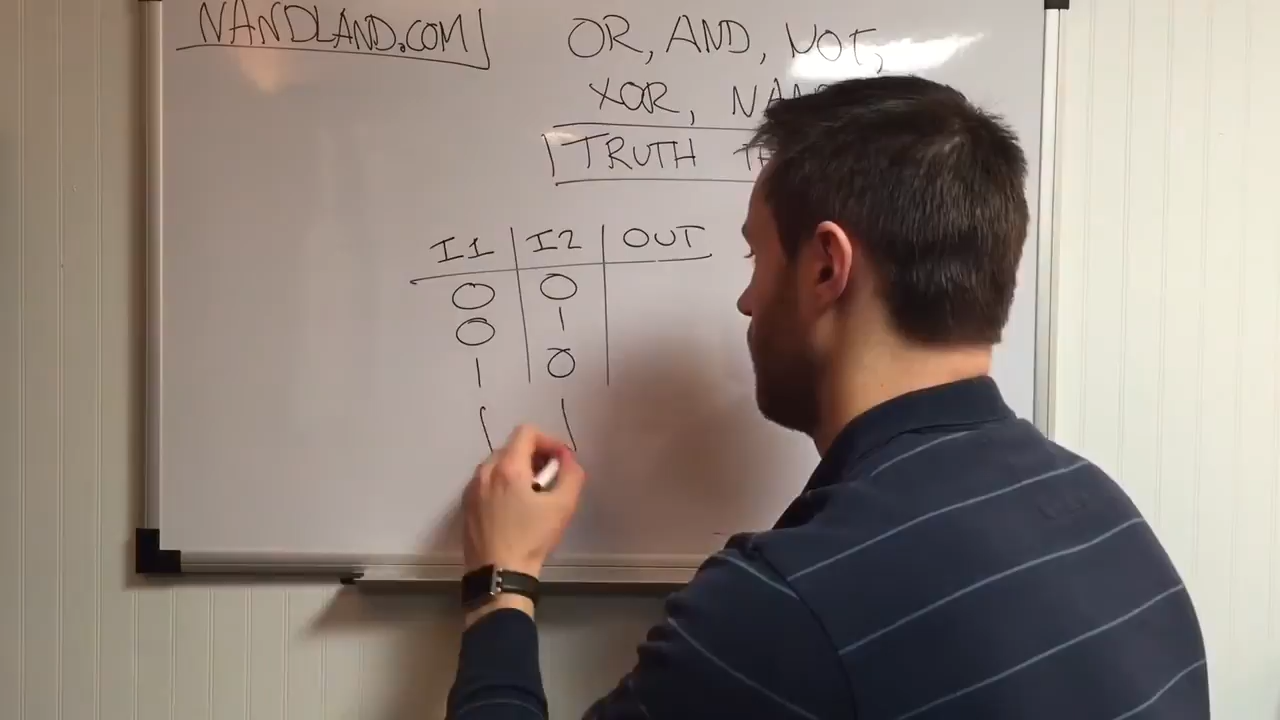 NANDLAND.COM
OR, AND, NOT,
XOR,
TRUTH
I1 I2 OUT
0 0
0 1
1 0
1 1